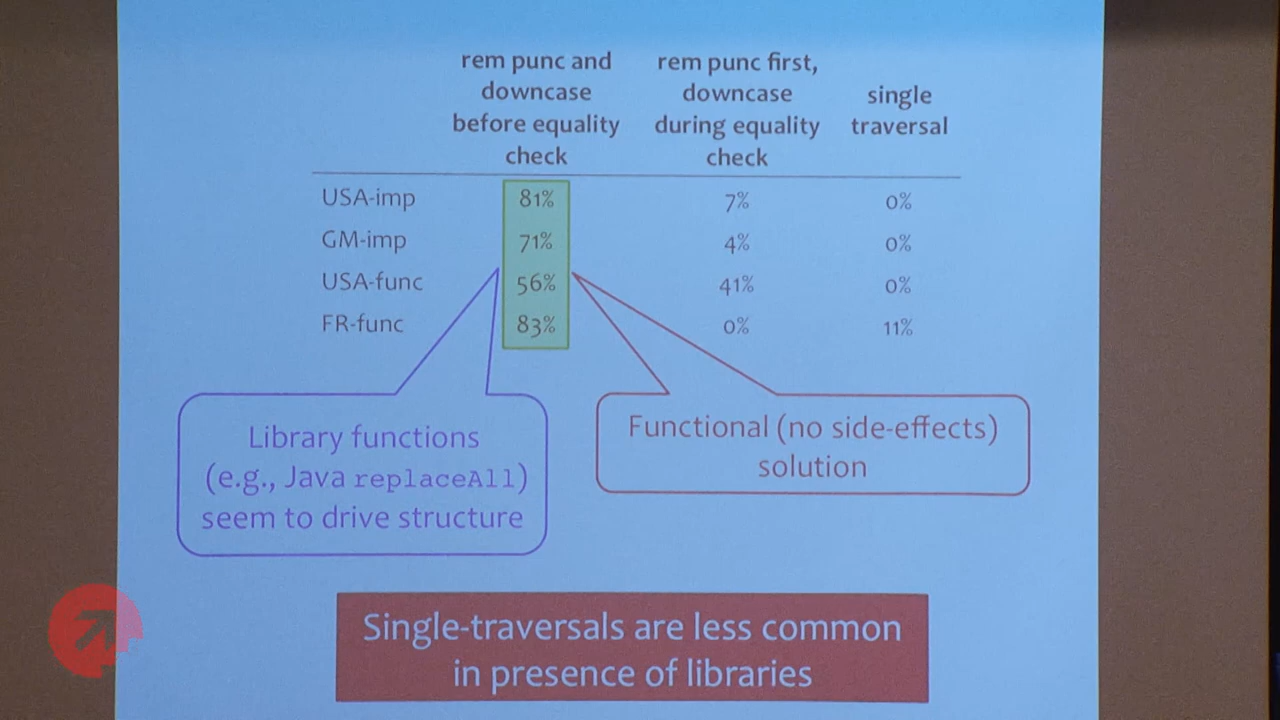 rem punc and
downcase
before equality
check
rem punc first,
downcase
during equality
check
single
traversal
USA-imp 81% 7% 0%
GM-imp 71% 4% 0%
USA-func 56% 41% 0%
FR-func 83% 0% 11%
Library functions
(e.g., Java replaceAll)
seem to drive structure
Functional (no side-effects)
solution
Single-traversals are less common
in presence of libraries